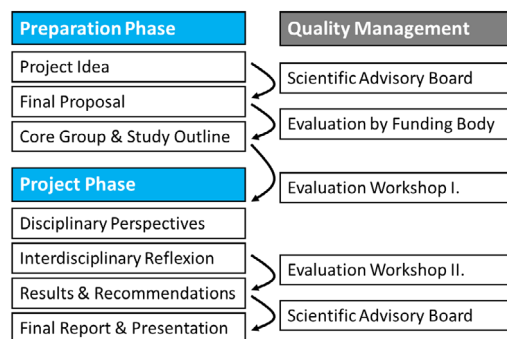 Preparation Phase
Project Idea
Final Proposal
Core Group & Study Outline
Project Phase
Disciplinary Perspectives
Interdisciplinary Reflexion
Results & Recommendations
Final Report & Presentation
Quality Management
Scientific Advisory Board
Evaluation by Funding Body
Evaluation Workshop I.
Evaluation Workshop II.
Scientific Advisory Board